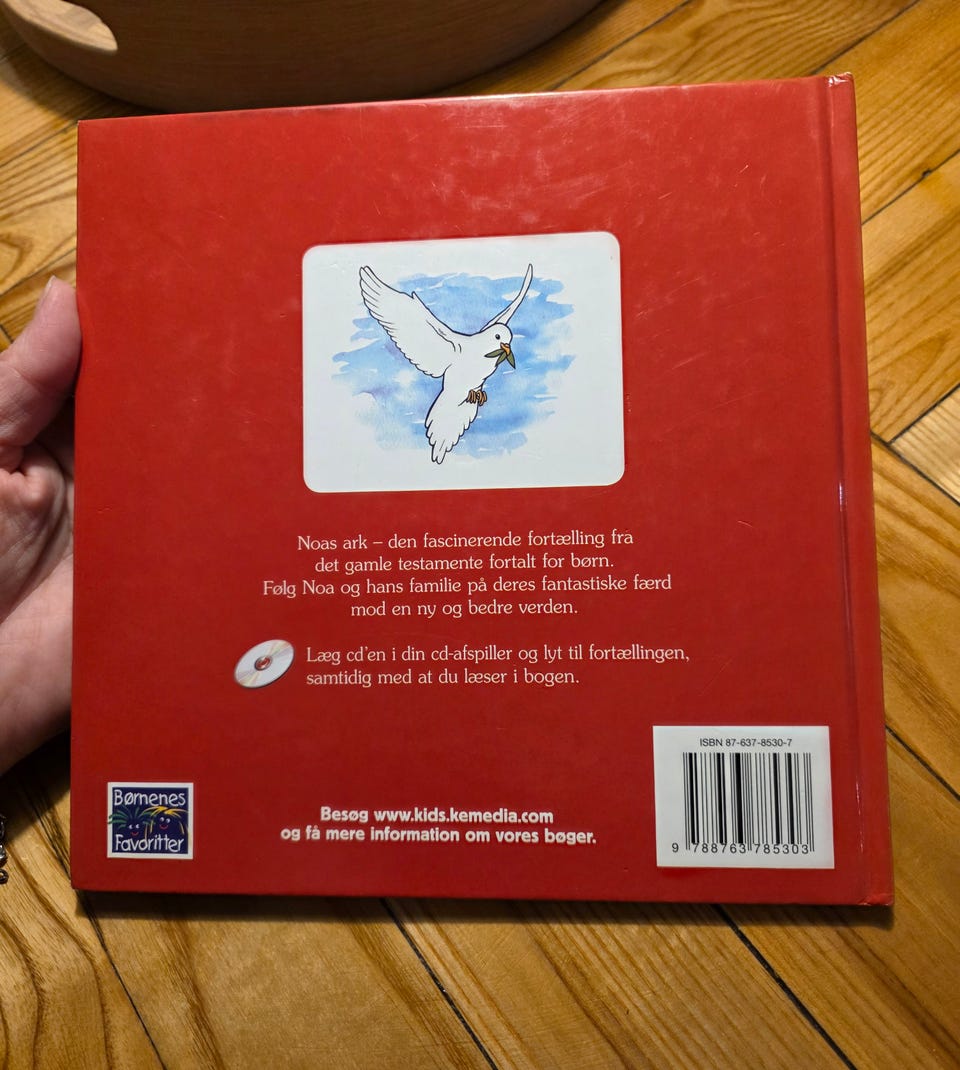 Noas ark – den fascinerende fortælling fra
det gamle testamente fortalt for børn.
Følg Noa og hans familie på deres fantastiske færd
mod en ny og bedre verden.
Læg cd'en i din cd-afspiller og lyt til fortællingen,
samtidig med at du læser i bogen.
Børnenes
Favoritter
Besøg www.kids.kemedia.com
og få mere information om vores bøger.
ISBN 87-637-8530-7
9 788763 785303